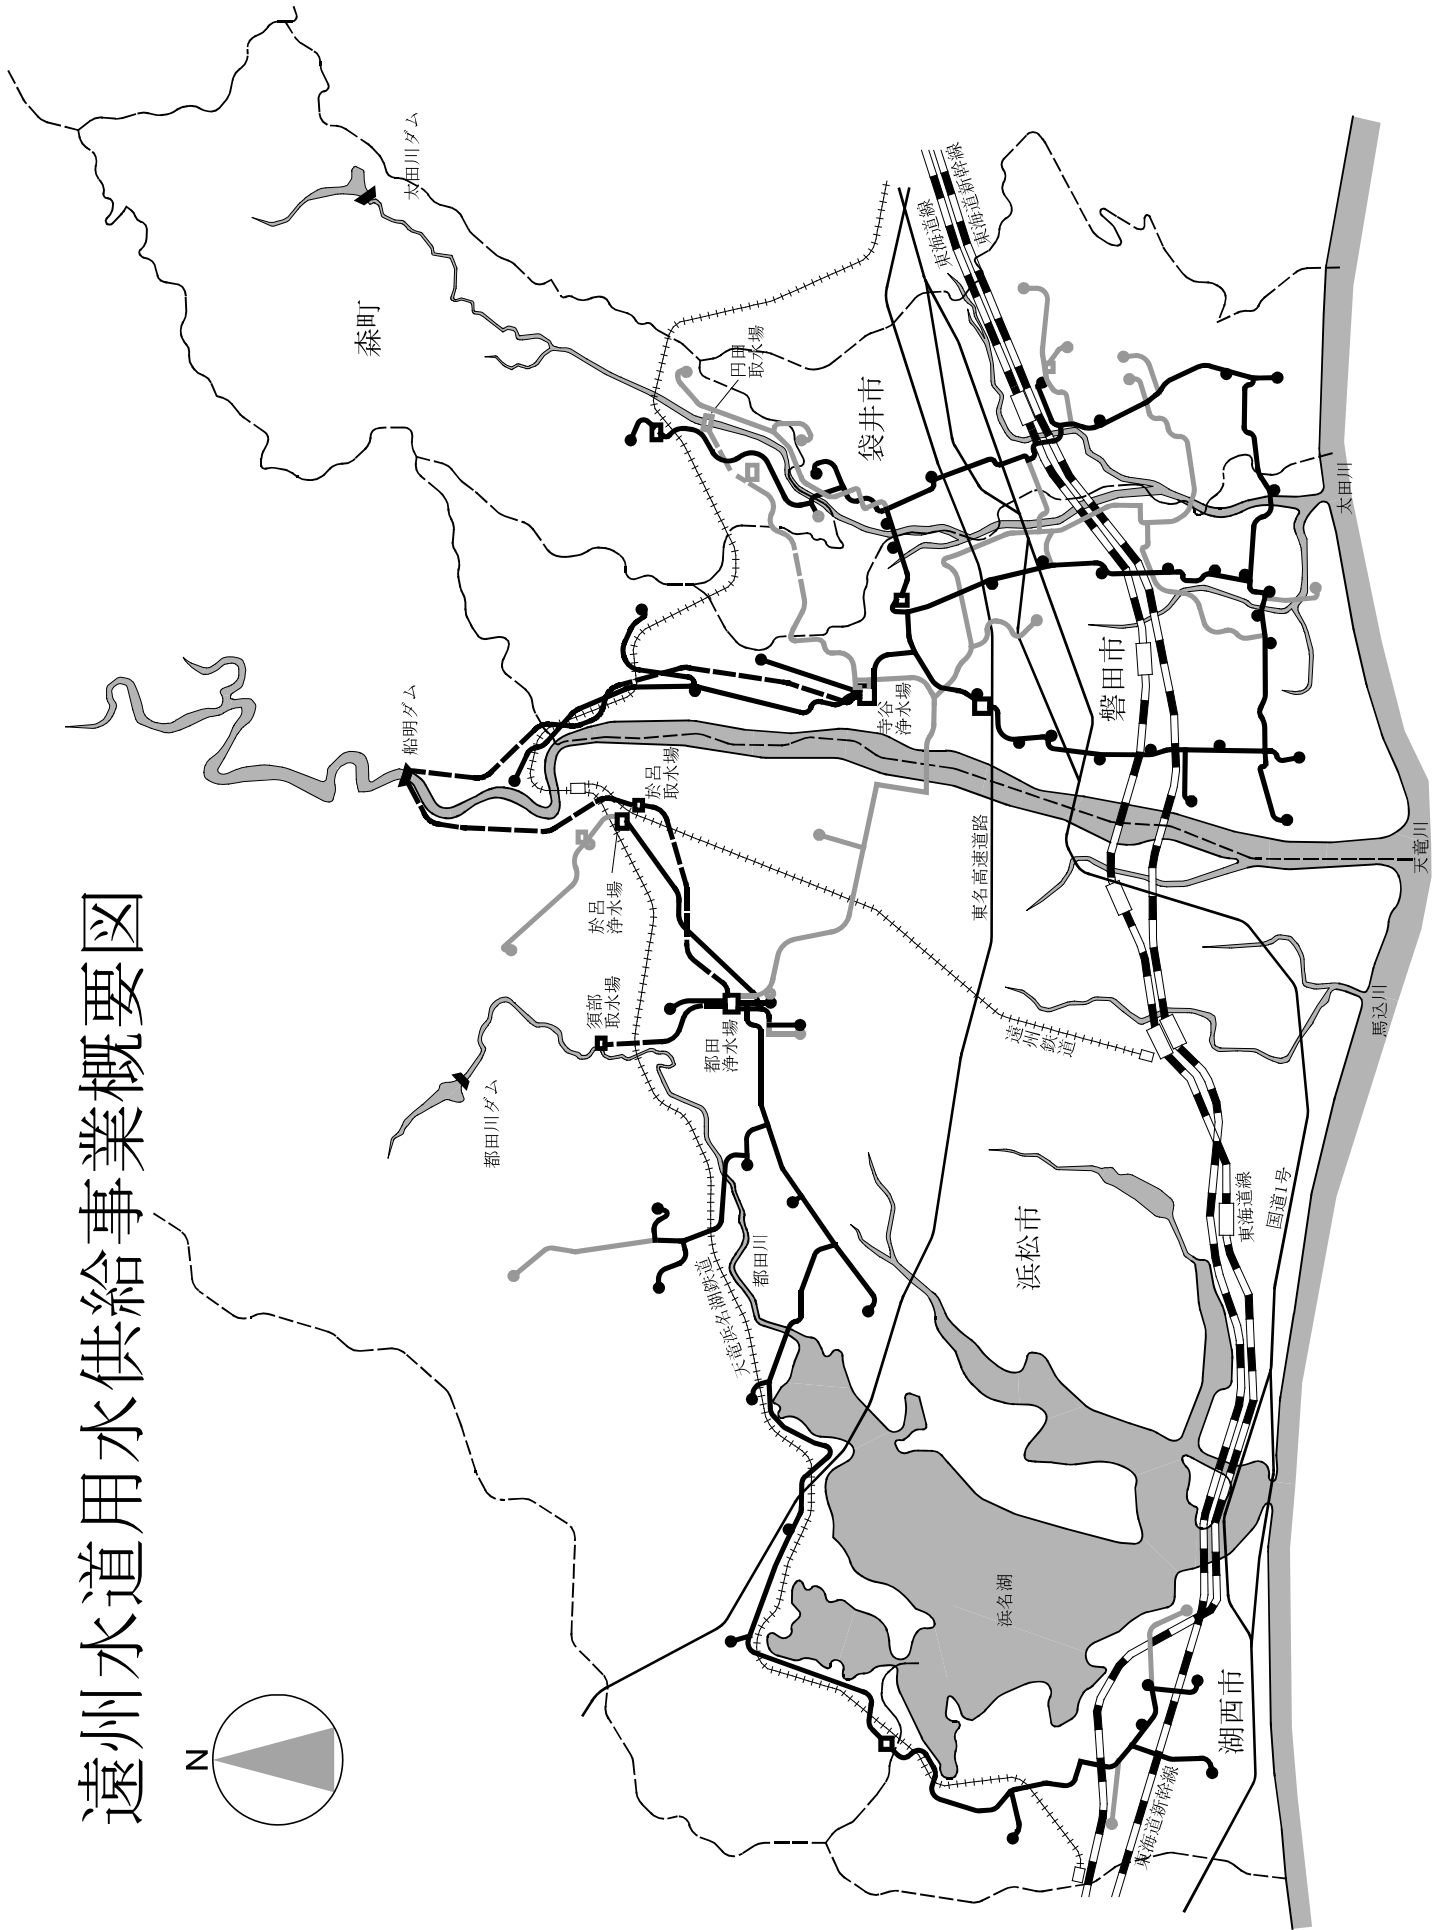 遠州水道用水供給事業概要図
N
太田川ダム
森町
船明ダム
円田
取水場
袋井市
東海道線
東海道新幹線
太田川
寺谷
浄水場
磐田市
於呂
取水場
於呂
浄水場
須部
取水場
都田川ダム
都田
浄水場
東名高速道路
天竜川
馬込川
遠州鉄道
都田川
天竜浜名湖鉄道
浜松市
東海道線
国道1号
浜名湖
湖西市
東海道新幹線